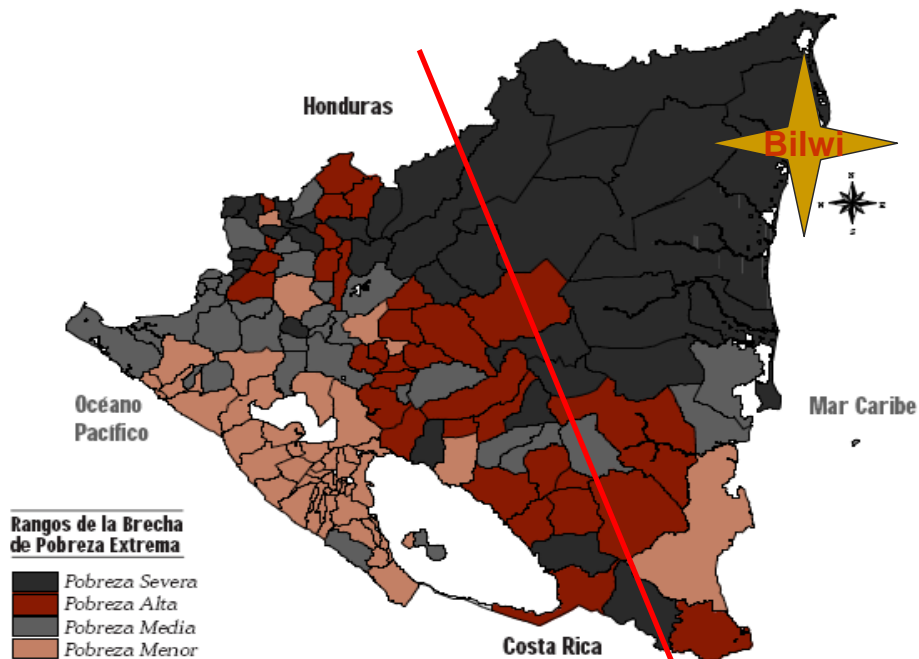 Honduras
Bilwi
N
N E
S
Océano
Pacífico
Mar Caribe
Rangos de la Brecha
de Pobreza Extrema
Pobreza Severa
Pobreza Alta
Pobreza Media
Pobreza Menor
Costa Rica